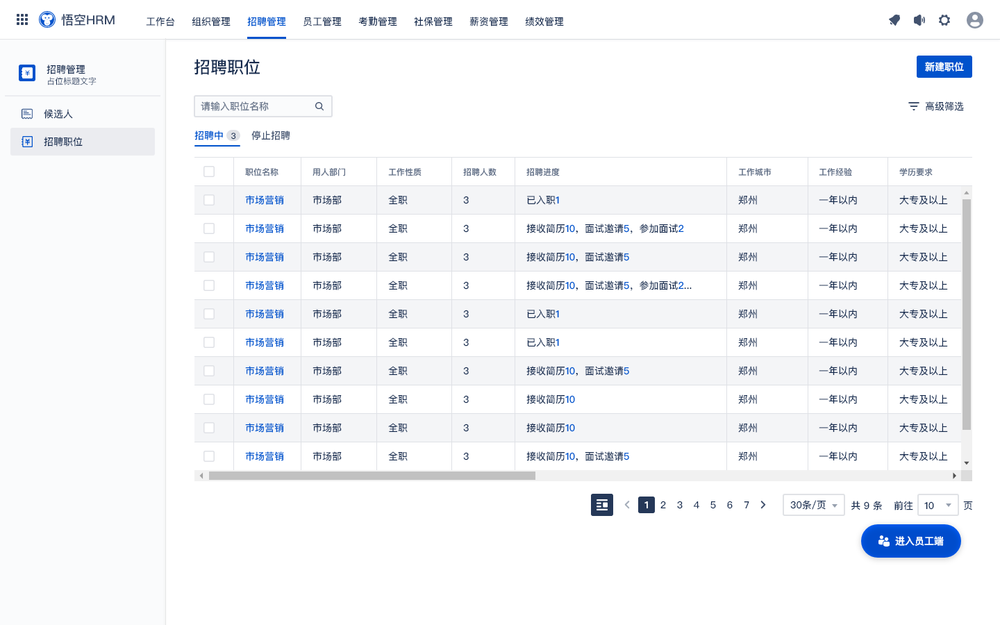 悟空HRM 工作台 组织管理 招聘管理 员工管理 考勤管理 社保管理 薪资管理 绩效管理
招聘管理
占位标题文字
候选人
招聘职位
招聘职位 新建职位
请输入职位名称 高级筛选
招聘中 3 停止招聘
职位名称 用人部门 工作性质 招聘人数 招聘进度 工作城市 工作经验 学历要求
市场营销 市场部 全职 3 已入职1 郑州 一年以内 大专及以上
市场营销 市场部 全职 3 接收简历10，面试邀请5，参加面试2 郑州 一年以内 大专及以上
市场营销 市场部 全职 3 接收简历10，面试邀请5 郑州 一年以内 大专及以上
市场营销 市场部 全职 3 接收简历10，面试邀请5，参加面试2... 郑州 一年以内 大专及以上
市场营销 市场部 全职 3 已入职1 郑州 一年以内 大专及以上
市场营销 市场部 全职 3 已入职1 郑州 一年以内 大专及以上
市场营销 市场部 全职 3 接收简历10，面试邀请5 郑州 一年以内 大专及以上
市场营销 市场部 全职 3 接收简历10 郑州 一年以内 大专及以上
市场营销 市场部 全职 3 接收简历10 郑州 一年以内 大专及以上
市场营销 市场部 全职 3 接收简历10，面试邀请5 郑州 一年以内 大专及以上
1 2 3 4 5 6 7 30条/页 共 9 条 前往 10 页
进入员工端